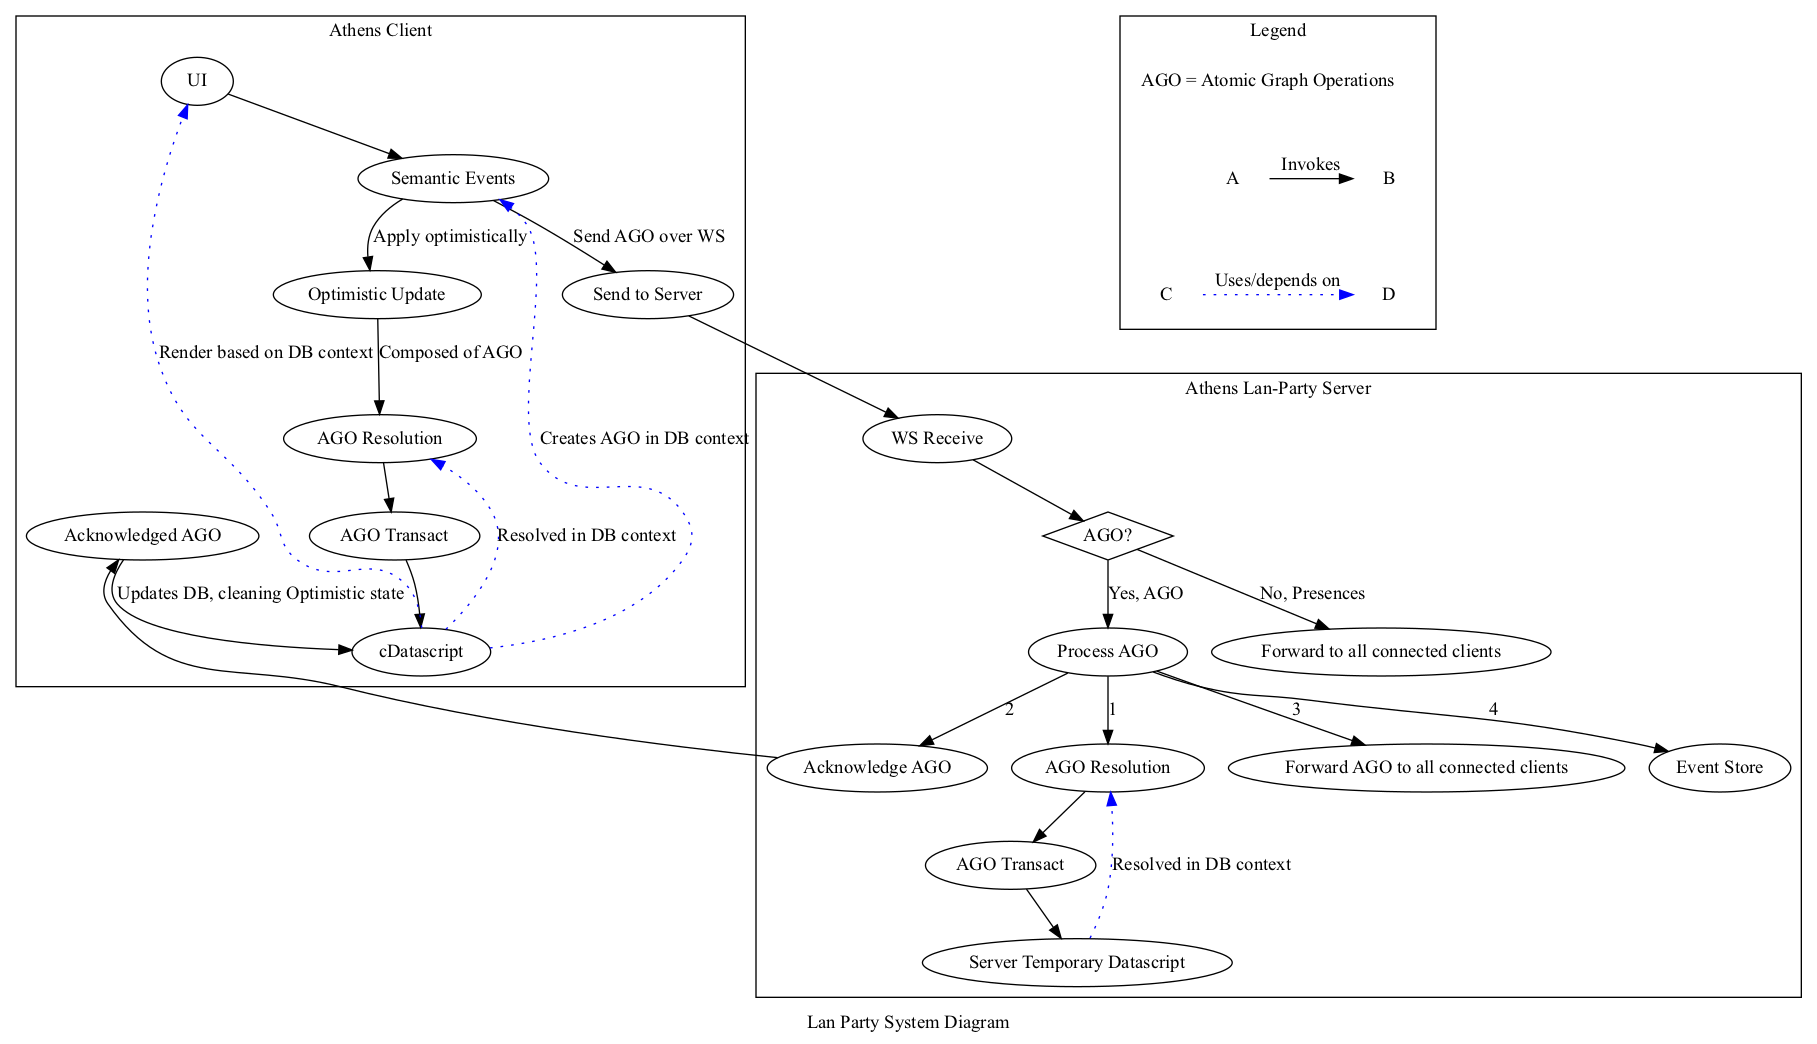 Athens Client
UI
Semantic Events
Apply optimistically
Send AGO over WS
Optimistic Update
Send to Server
Render based on DB context
Composed of AGO
AGO Resolution
Creates AGO in DB context
Acknowledged AGO
AGO Transact
Resolved in DB context
Updates DB, cleaning Optimistic state
cDatascript
Legend
AGO = Atomic Graph Operations
A
Invokes
B
C
Uses/depends on
D
Athens Lan-Party Server
WS Receive
AGO?
Yes, AGO
No, Presences
Process AGO
Forward to all connected clients
2
1
3
4
Acknowledge AGO
AGO Resolution
Forward AGO to all connected clients
Event Store
AGO Transact
Resolved in DB context
Server Temporary Datascript
Lan Party System Diagram